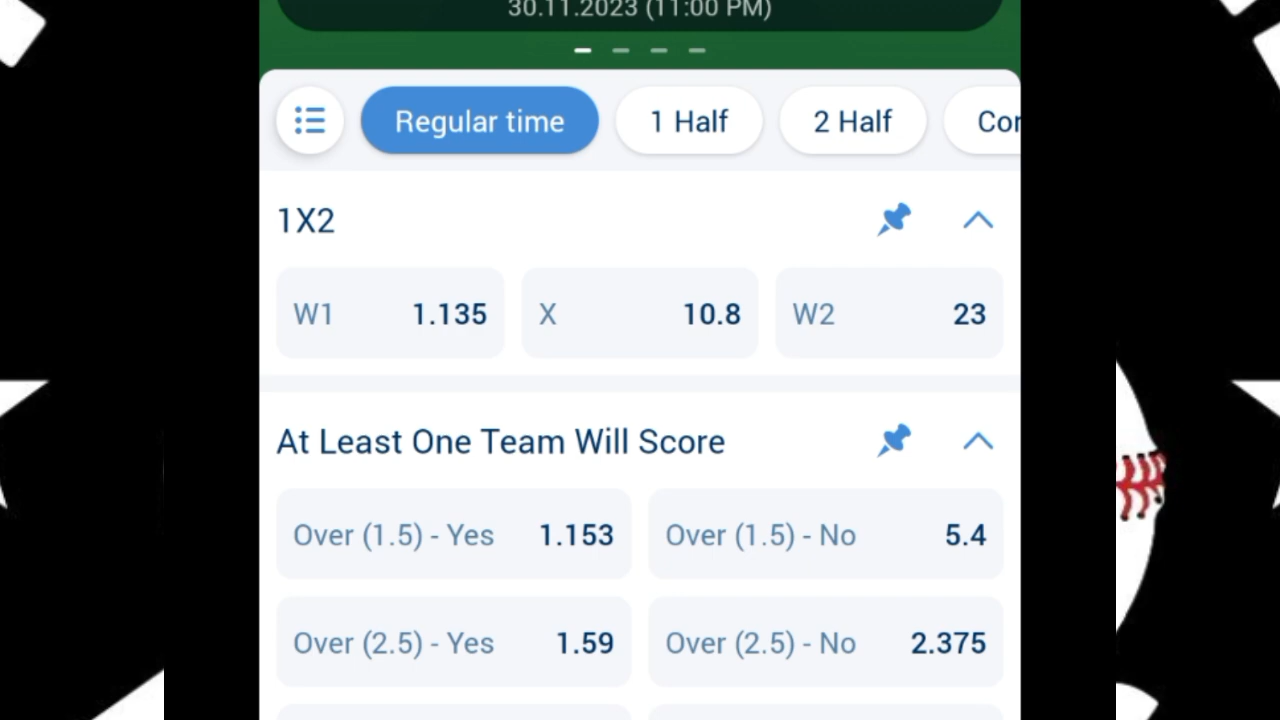 30.11.2023 (11:00 PM)
Regular time 1 Half 2 Half
1X2
W1 1.135 X 10.8 W2 23
At Least One Team Will Score
Over (1.5) - Yes 1.153 Over (1.5) - No 5.4
Over (2.5) - Yes 1.59 Over (2.5) - No 2.375